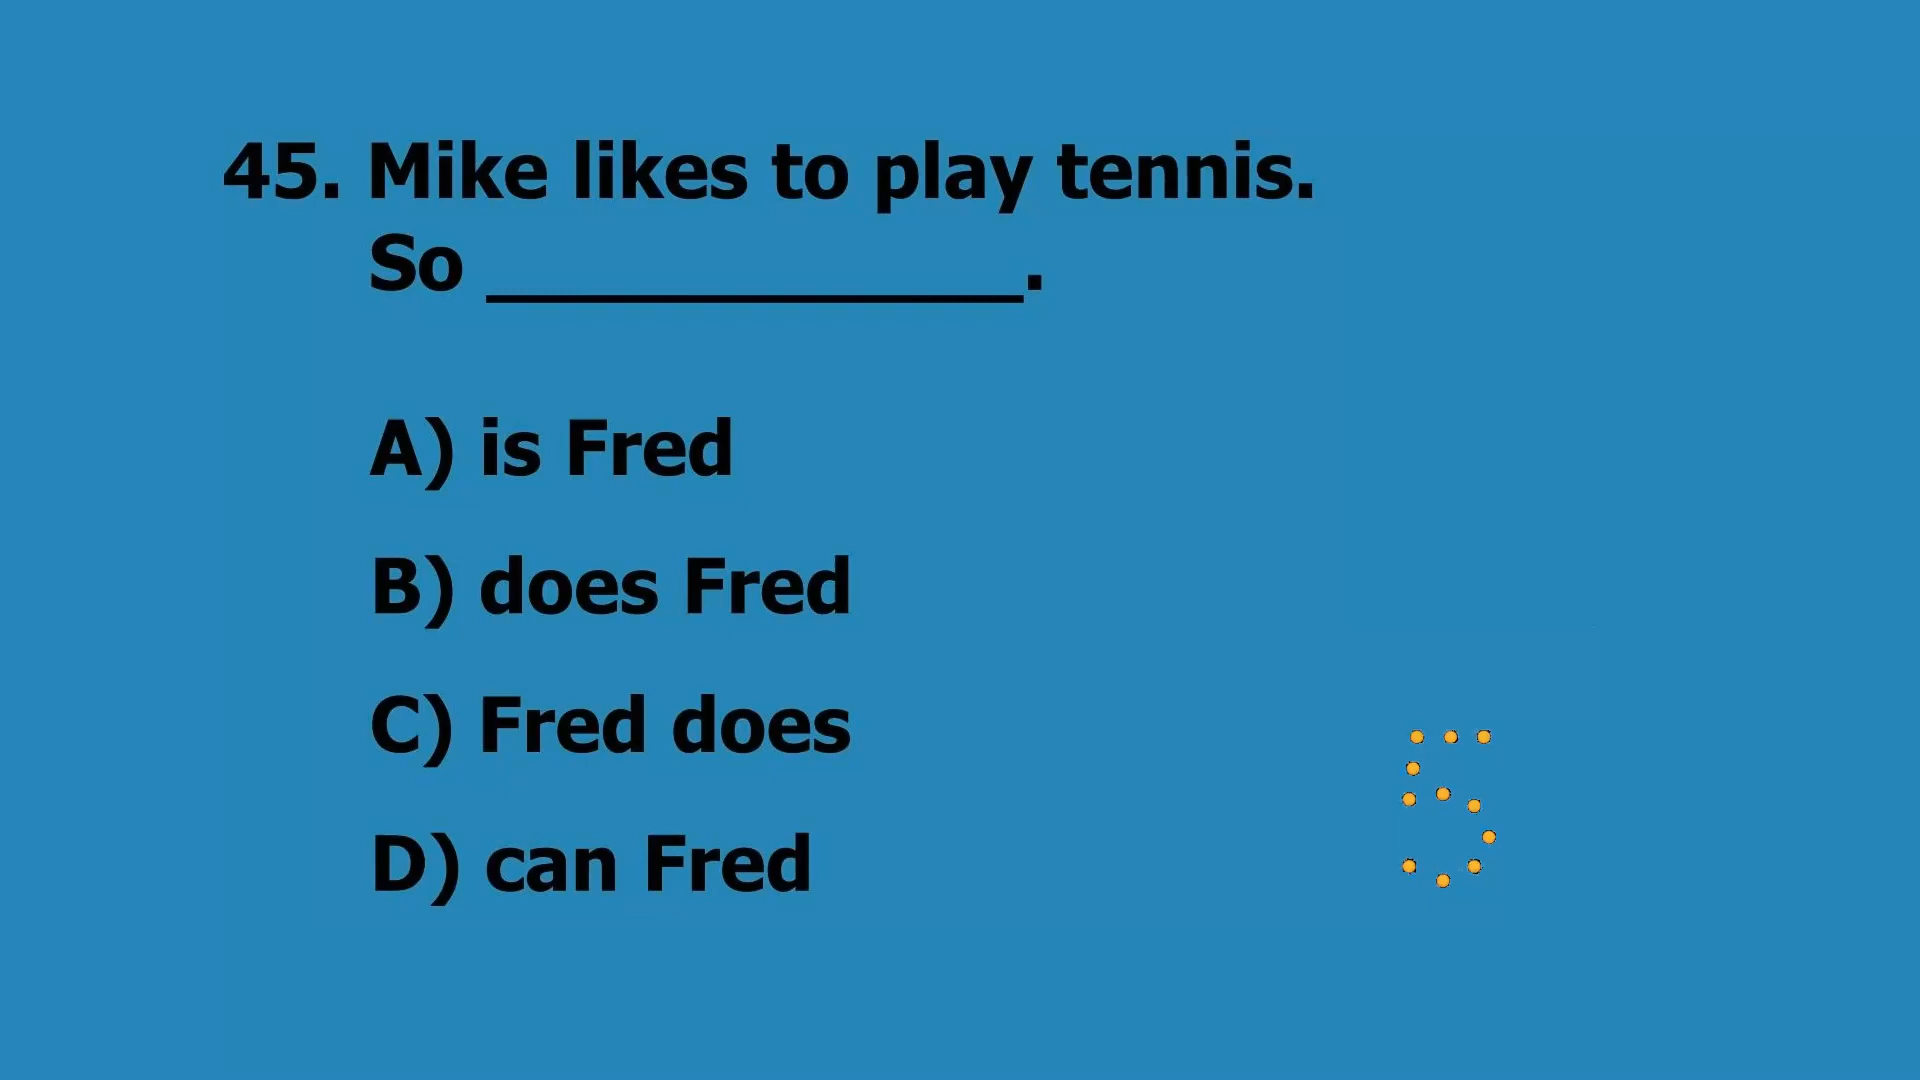 45. Mike likes to play tennis.
So ______________.
A) is Fred
B) does Fred
C) Fred does
D) can Fred
5